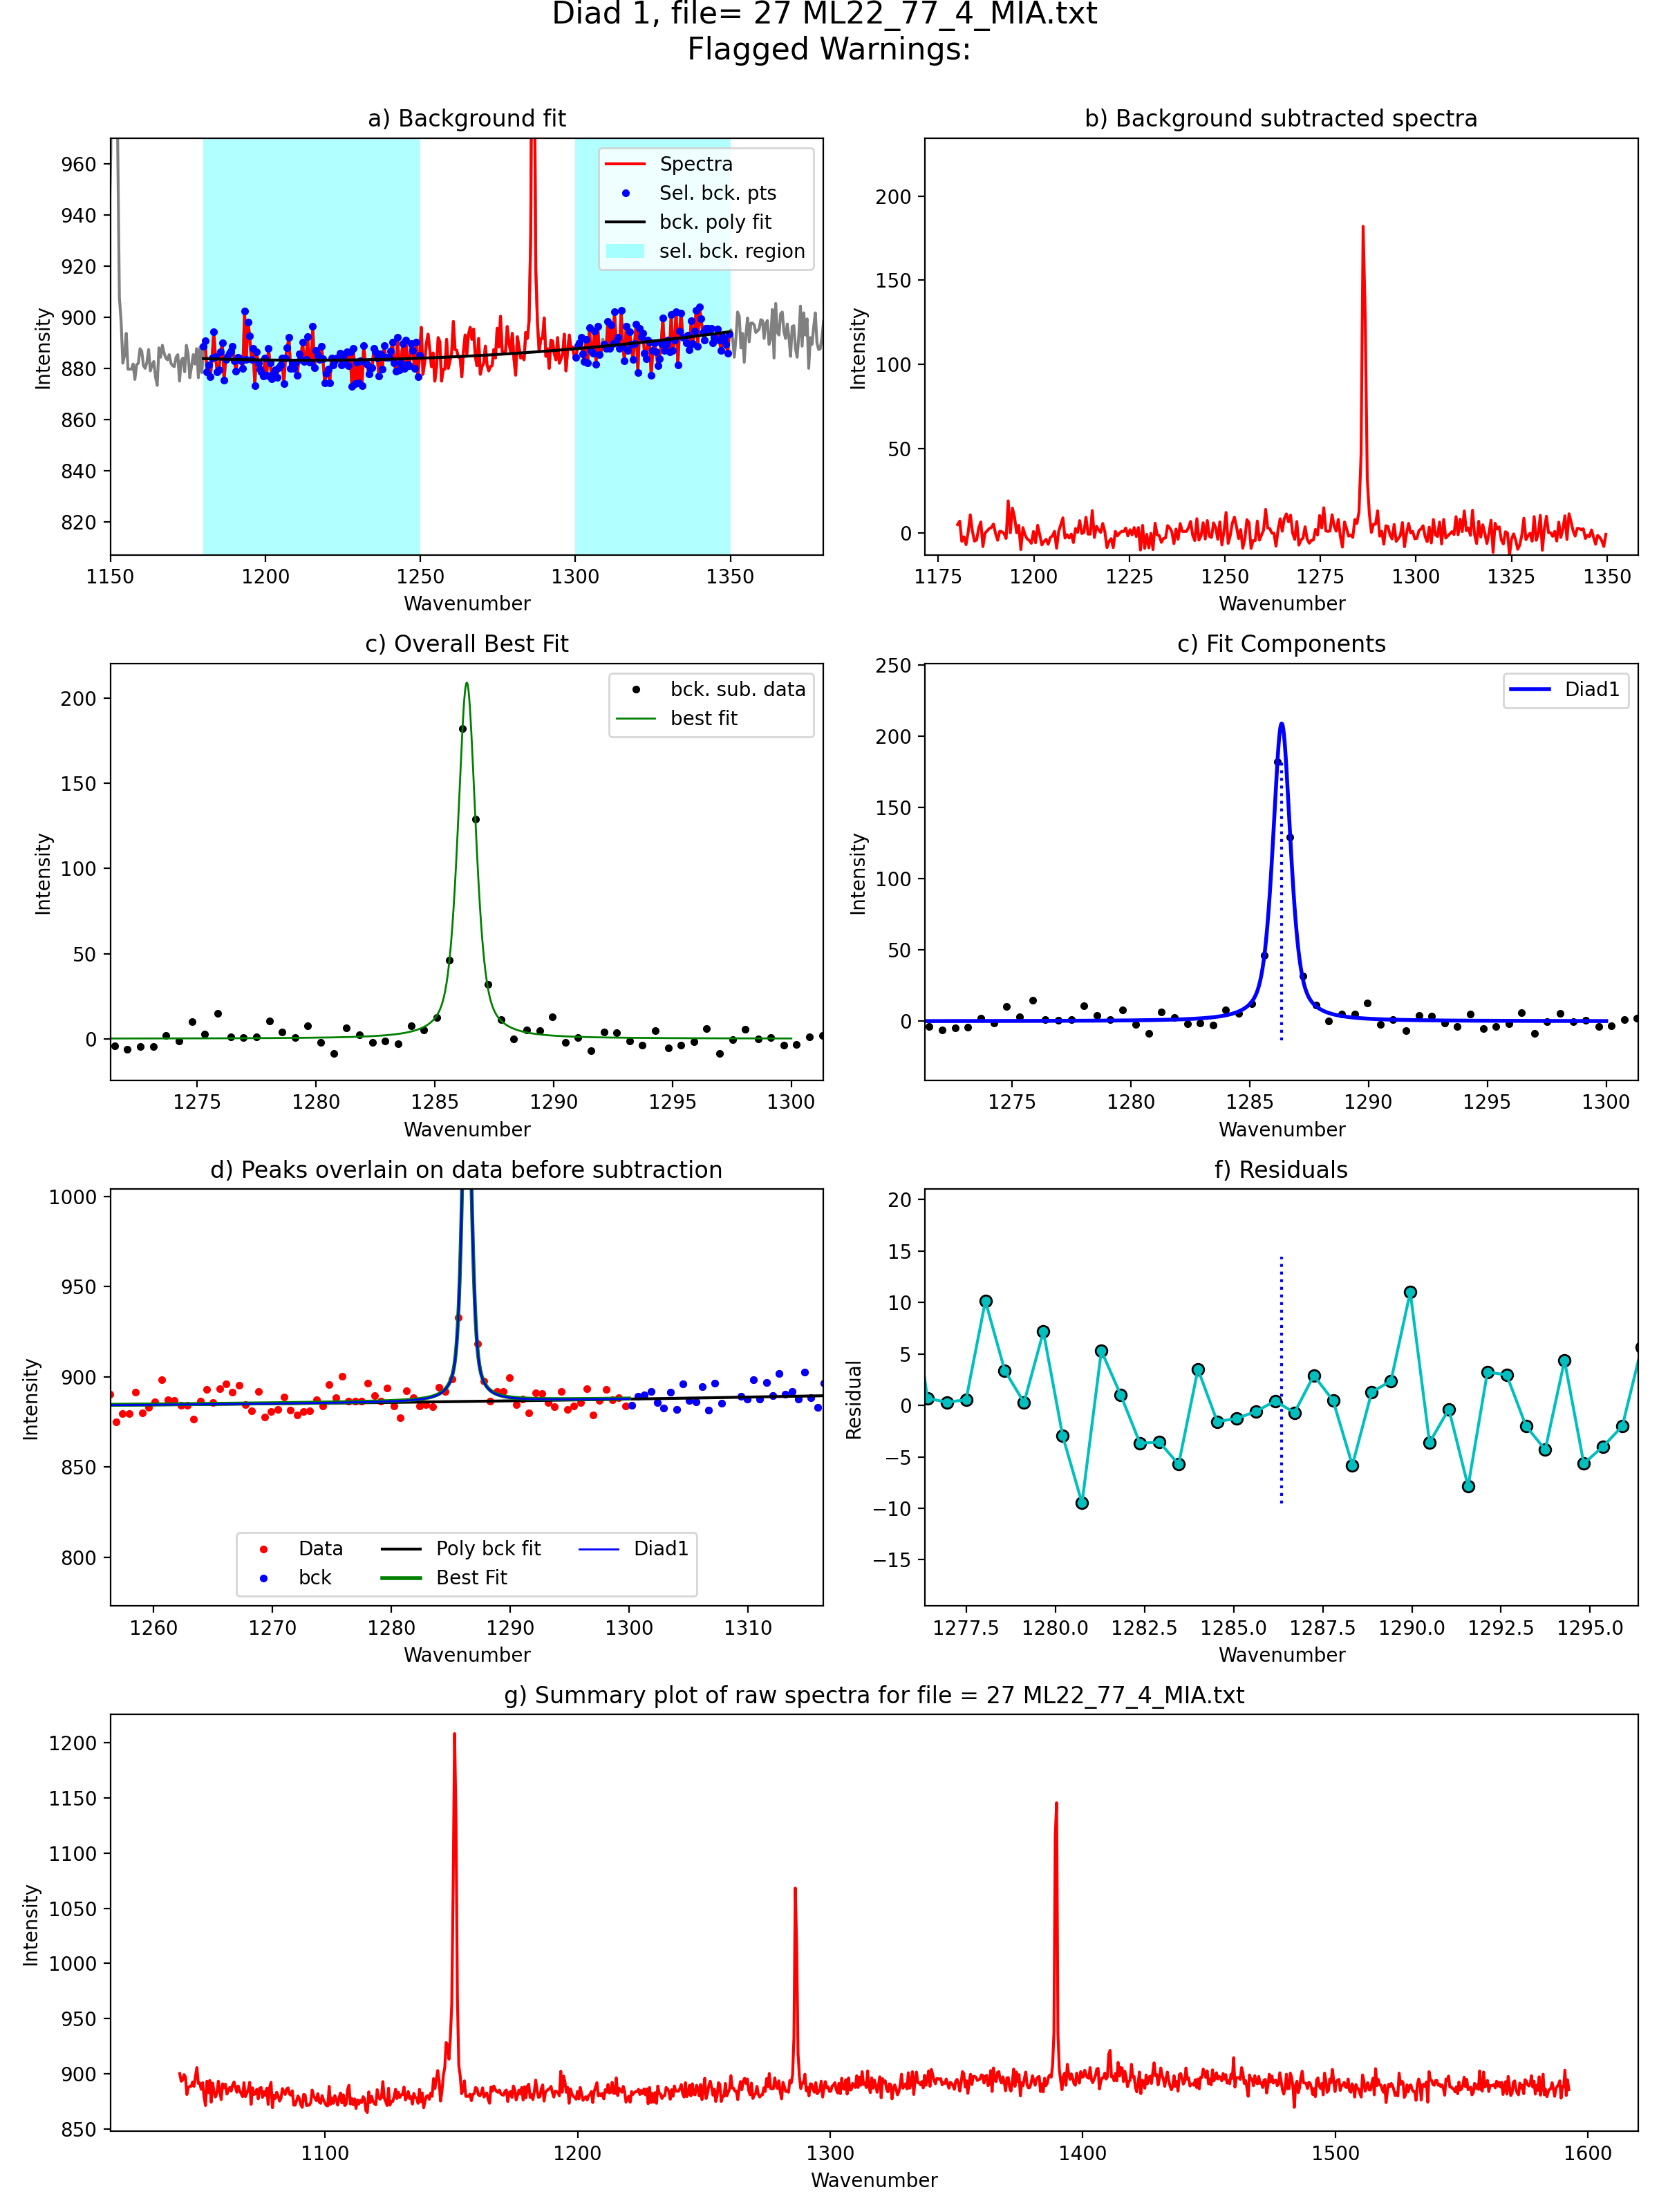 Diad 1, file= 27 ML22_77_4_MIA.txt
Flagged Warnings:
a) Background fit
960
940
920
900
880
860
840
820
Intensity
1150 1200 1250 1300 1350
Wavenumber
Spectra
Sel. bck. pts
bck. poly fit
sel. bck. region
b) Background subtracted spectra
200
150
100
50
0
Intensity
1175 1200 1225 1250 1275 1300 1325 1350
Wavenumber
c) Overall Best Fit
200
150
100
50
0
Intensity
1275 1280 1285 1290 1295 1300
Wavenumber
bck. sub. data
best fit
c) Fit Components
250
200
150
100
50
0
Intensity
1275 1280 1285 1290 1295 1300
Wavenumber
Diad1
d) Peaks overlain on data before subtraction
1000
950
900
850
800
Intensity
1260 1270 1280 1290 1300 1310
Wavenumber
Data
bck
Poly bck fit
Best Fit
Diad1
f) Residuals
20
15
10
5
0
−5
−10
−15
Residual
1277.5 1280.0 1282.5 1285.0 1287.5 1290.0 1292.5 1295.0
Wavenumber
g) Summary plot of raw spectra for file = 27 ML22_77_4_MIA.txt
1200
1150
1100
1050
1000
950
900
850
Intensity
1100 1200 1300 1400 1500 1600
Wavenumber